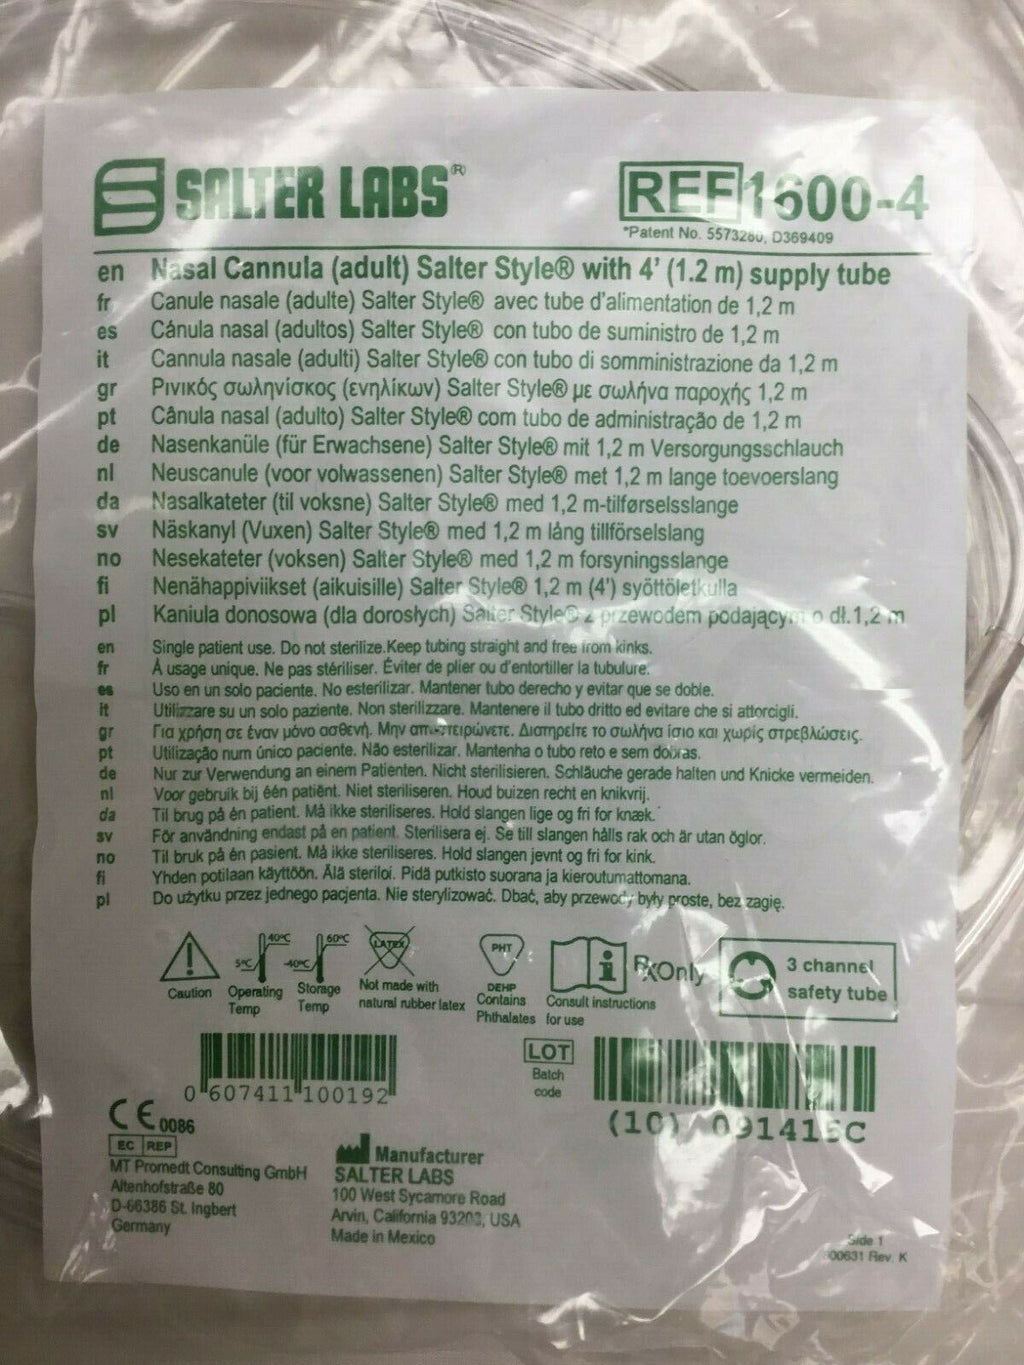 SALTER LABS®
REF 1600-4
*Patent No. 5573280, D369409
en Nasal Cannula (adult) Salter Style® with 4' (1.2 m) supply tube
fr Canule nasale (adulte) Salter Style® avec tube d'alimentation de 1,2 m
es Cánula nasal (adultos) Salter Style® con tubo de suministro de 1,2 m
it Cannula nasale (adulti) Salter Style® con tubo di somministrazione da 1,2 m
gr Ρινικός σωληνίσκος (ενηλίκων) Salter Style® με σωλήνα παροχής 1,2 m
pt Cânula nasal (adulto) Salter Style® com tubo de administração de 1,2 m
de Nasenkanüle (für Erwachsene) Salter Style® mit 1,2 m Versorgungsschlauch
nl Neuscanule (voor volwassenen) Salter Style® met 1,2 m lange toevoerslang
da Nasalkateter (til voksne) Salter Style® med 1,2 m-tilførselsslange
sv Näskanyl (Vuxen) Salter Style® med 1,2 m lång tillförselslang
no Nesekateter (voksen) Salter Style® med 1,2 m forsyningsslange
fi Nenähappiviikset (aikuisille) Salter Style® 1,2 m (4') syöttöletkulla
pl Kaniula donosowa (dla dorosłych) Salter Style® z przewodem podającym o dł.1,2 m
en Single patient use. Do not sterilize.Keep tubing straight and free from kinks.
fr À usage unique. Ne pas stériliser. Éviter de plier ou d'entortiller la tubulure.
es Uso en un solo paciente. No esterilizar. Mantener tubo derecho y evitar que se doble.
it Utilizzare su un solo paziente. Non sterilizzare. Mantenere il tubo dritto ed evitare che si attorcigli.
gr Για χρήση σε έναν μόνο ασθενή. Μην αποστειρώνετε. Διατηρείτε το σωλήνα ίσιο και χωρίς στρεβλώσεις.
pt Utilização num único paciente. Não esterilizar. Mantenha o tubo reto e sem dobras.
de Nur zur Verwendung an einem Patienten. Nicht sterilisieren. Schläuche gerade halten und Knicke vermeiden.
nl Voor gebruik bij één patiënt. Niet steriliseren. Houd buizen recht en knikvrij.
da Til brug på én patient. Må ikke steriliseres. Hold slangen lige og fri for knæk.
sv För användning endast på en patient. Sterilisera ej. Se till slangen hålls rak och är utan öglor.
no Til bruk på én pasient. Må ikke steriliseres. Hold slangen jevnt og fri for kink.
fi Yhden potilaan käyttöön. Älä steriloi. Pidä putkisto suorana ja kieroutumattomana.
pl Do użytku przez jednego pacjenta. Nie sterylizować. Dbać, aby przewody były proste, bez zagięć.
Caution
5°C 40°C
Operating Temp
-40°C 60°C
Storage Temp
LATEX
Not made with
natural rubber latex
PHT
DEHP
Contains
Phthalates
Consult instructions
for use
Rx Only
3 channel
safety tube
0 607411 100192
LOT
Batch
code
(10) 091415C
CE 0086
EC REP
MT Promedt Consulting GmbH
Altenhofstraße 80
D-66386 St. Ingbert
Germany
Manufacturer
SALTER LABS
100 West Sycamore Road
Arvin, California 93203, USA
Made in Mexico
Side 1
Rev. K